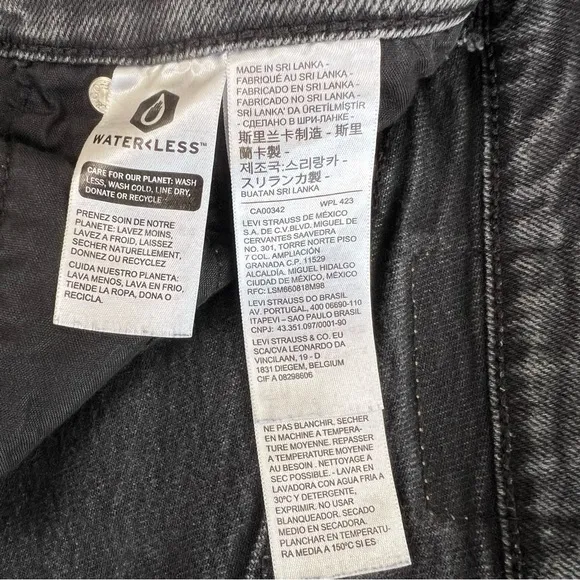 WATER<LESS™
CARE FOR OUR PLANET: WASH
LESS, WASH COLD, LINE DRY,
DONATE OR RECYCLE
PRENEZ SOIN DE NOTRE
PLANETE: LAVEZ MOINS,
LAVEZ A FROID, LAISSEZ
SECHER NATURELLEMENT,
DONNEZ OU RECYCLEZ
CUIDA NUESTRO PLANETA:
LAVA MENOS, LAVA EN FRIO,
TIENDE LA ROPA, DONA O
RECICLA.
MADE IN SRI LANKA -
FABRIQUÉ AU SRI LANKA -
FABRICADO EN SRI LANKA -
FABRICADO NO SRI LANKA -
SRİ LANKA' DA ÜRETİLMİŞTİR
- СДЕЛАНО В ШРИ-ЛАНКЕ -
斯里兰卡制造 - 斯里
蘭卡製 -
제조국:스리랑카 -
スリランカ製 -
BUATAN SRI LANKA
CA00342 WPL 423
LEVI STRAUSS DE MÉXICO
S.A. DE C.V.BLVD. MIGUEL DE
CERVANTES SAAVEDRA
NO. 301, TORRE NORTE PISO
7 COL. AMPLIACIÓN
GRANADA C.P. 11529
ALCALDÍA. MIGUEL HIDALGO
CIUDAD DE MÉXICO, MÉXICO
RFC: LSM660818M98
LEVI STRAUSS DO BRASIL
AV. PORTUGAL, 400 06690-110
ITAPEVI – SAO PAULO BRASIL
CNPJ: 43.351.097/0001-90
LEVI STRAUSS & CO. EU
SCA/CVA LEONARDO DA
VINCILAAN, 19 - D
1831 DIEGEM, BELGIUM
CIF A 08298606
NE PAS BLANCHIR. SECHER
EN MACHINE A TEMPERA-
TURE MOYENNE. REPASSER
A TEMPERATURE MOYENNE
AU BESOIN . NETTOYAGE A
SEC POSSIBLE. - LAVAR EN
LAVADORA CON AGUA FRIA A
30ºC Y DETERGENTE,
EXPRIMIR. NO USAR
BLANQUEADOR. SECADO
MEDIO EN SECADORA.
PLANCHAR EN TEMPERATU-
RA MEDIA A 150ºC SI ES